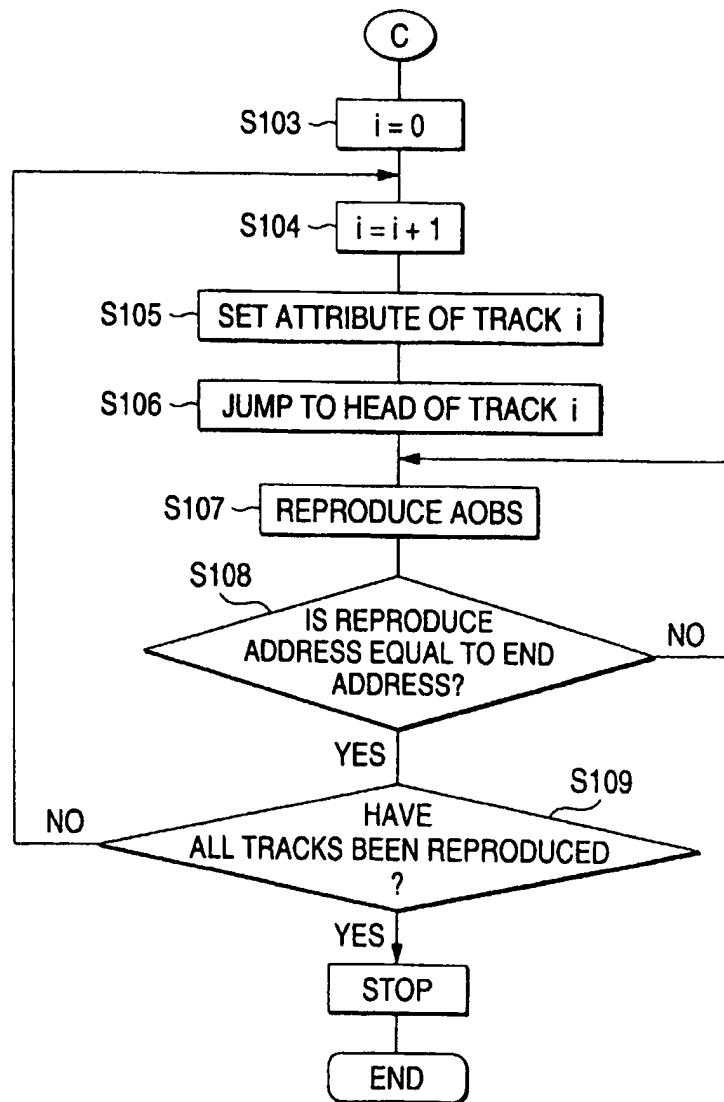 C
S103
i = 0
S104
i = i + 1
S105
SET ATTRIBUTE OF TRACK i
S106
JUMP TO HEAD OF TRACK i
S107
REPRODUCE AOBS
S108
IS REPRODUCE
ADDRESS EQUAL TO END
ADDRESS?
NO
YES
S109
HAVE
ALL TRACKS BEEN REPRODUCED
?
NO
YES
STOP
END